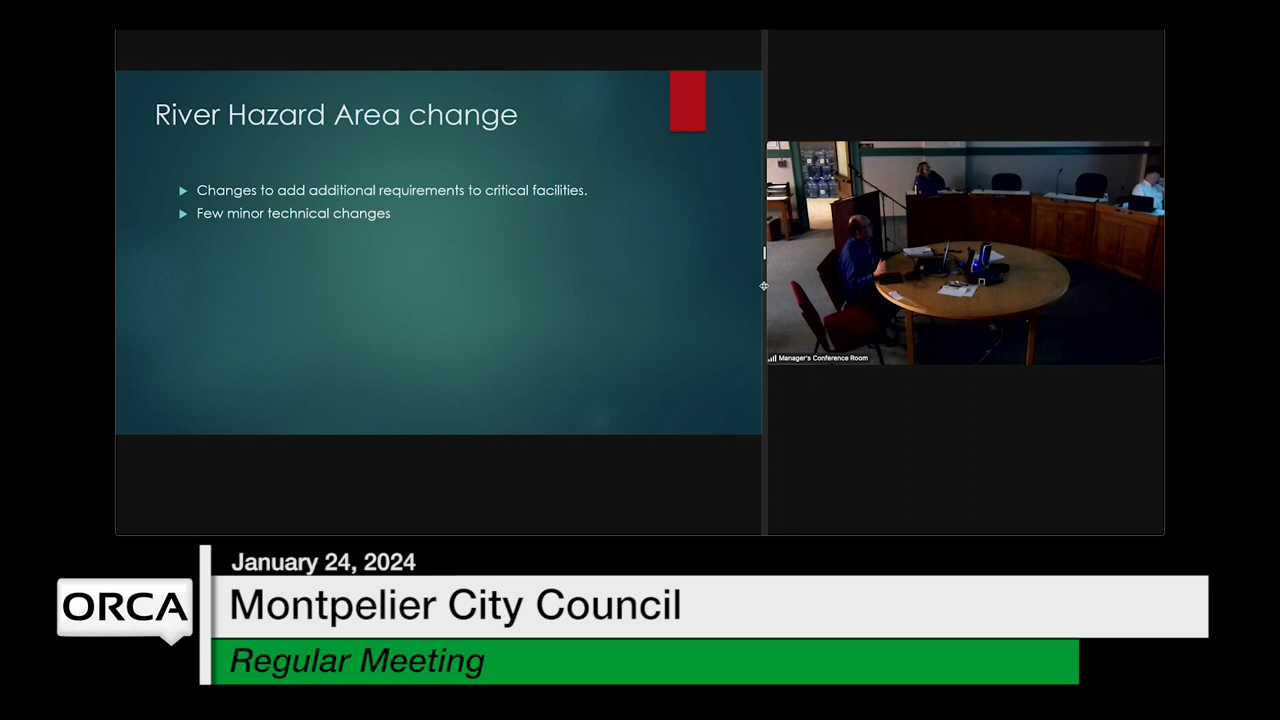 River Hazard Area change
Changes to add additional requirements to critical facilities.
Few minor technical changes
Manager's Conference Room
January 24, 2024
ORCA
Montpelier City Council
Regular Meeting